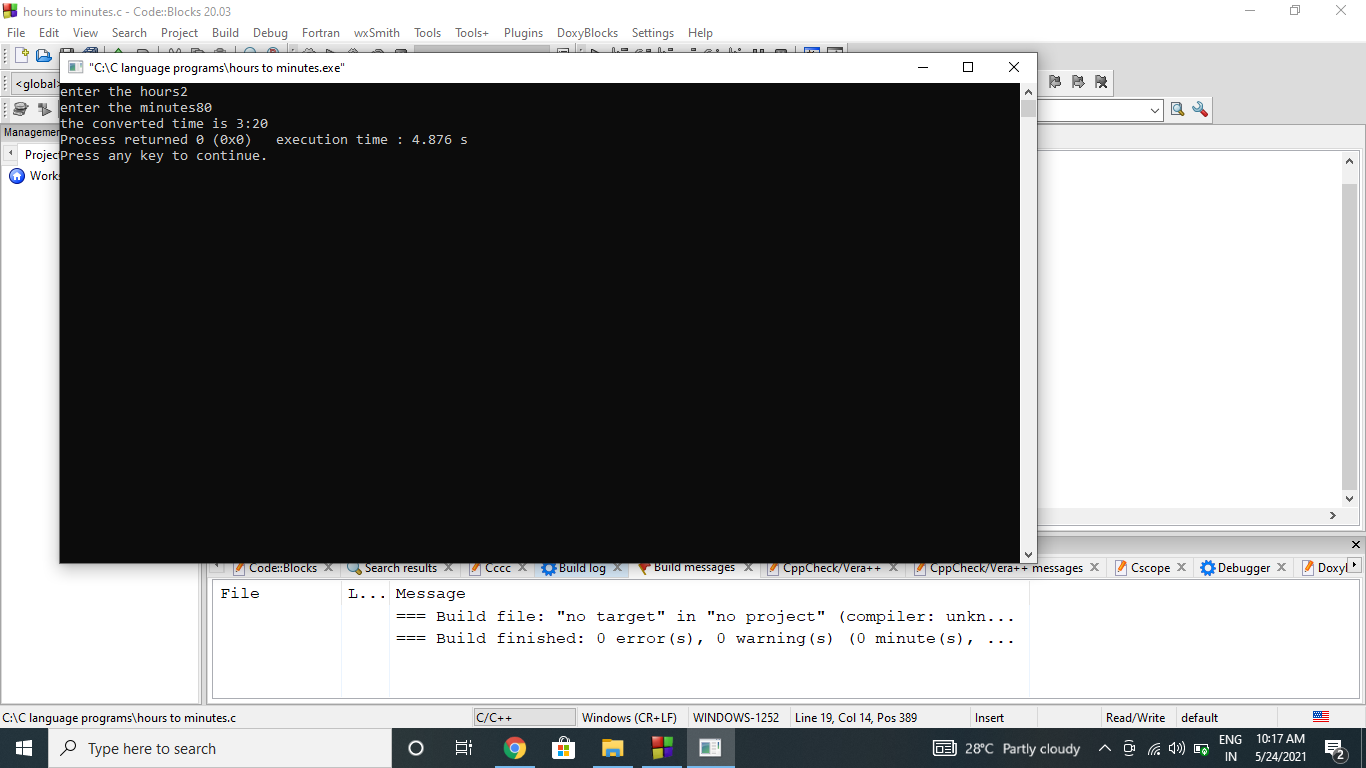 hours to minutes.c - Code::Blocks 20.03
File Edit View Search Project Build Debug Fortran wxSmith Tools Tools+ Plugins DoxyBlocks Settings Help
"C:\C language programs\hours to minutes.exe"
<global>
enter the hours2
enter the minutes80
the converted time is 3:20
Process returned 0 (0x0)   execution time : 4.876 s
Press any key to continue.
Code::Blocks Search results Cccc Build log Build messages CppCheck/Vera++ CppCheck/Vera++ messages Cscope Debugger
File L... Message
=== Build file: "no target" in "no project" (compiler: unkn...
=== Build finished: 0 error(s), 0 warning(s) (0 minute(s), ...
C:\C language programs\hours to minutes.c C/C++ Windows (CR+LF) WINDOWS-1252 Line 19, Col 14, Pos 389 Insert Read/Write default
Type here to search 28°C Partly cloudy ENG IN 10:17 AM 5/24/2021 2